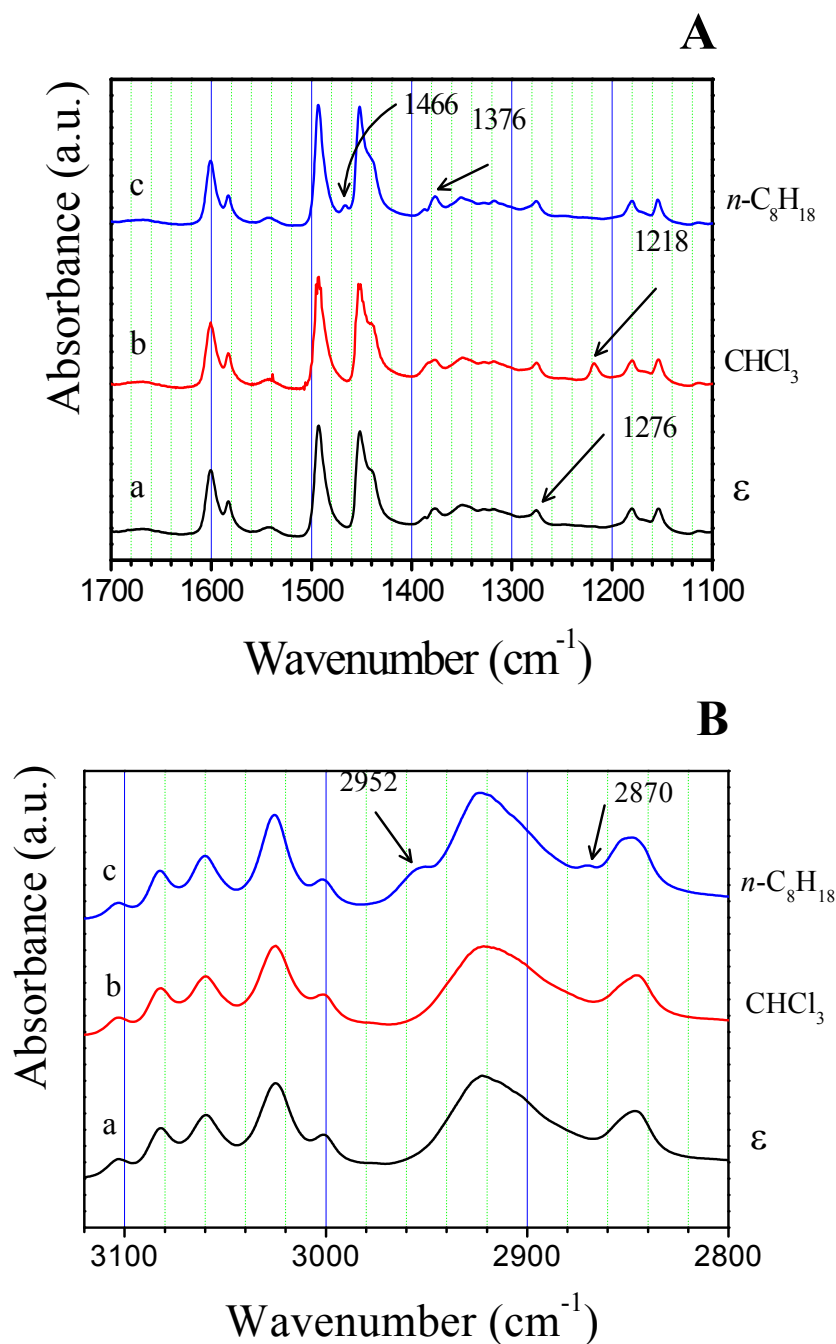 A
1466
1376
c
n-C₈H₁₈
1218
b
CHCl₃
1276
a
ε
Absorbance (a.u.)
1700 1600 1500 1400 1300 1200 1100
Wavenumber (cm⁻¹)
B
2952
2870
c
n-C₈H₁₈
b
CHCl₃
a
ε
Absorbance (a.u.)
3100 3000 2900 2800
Wavenumber (cm⁻¹)